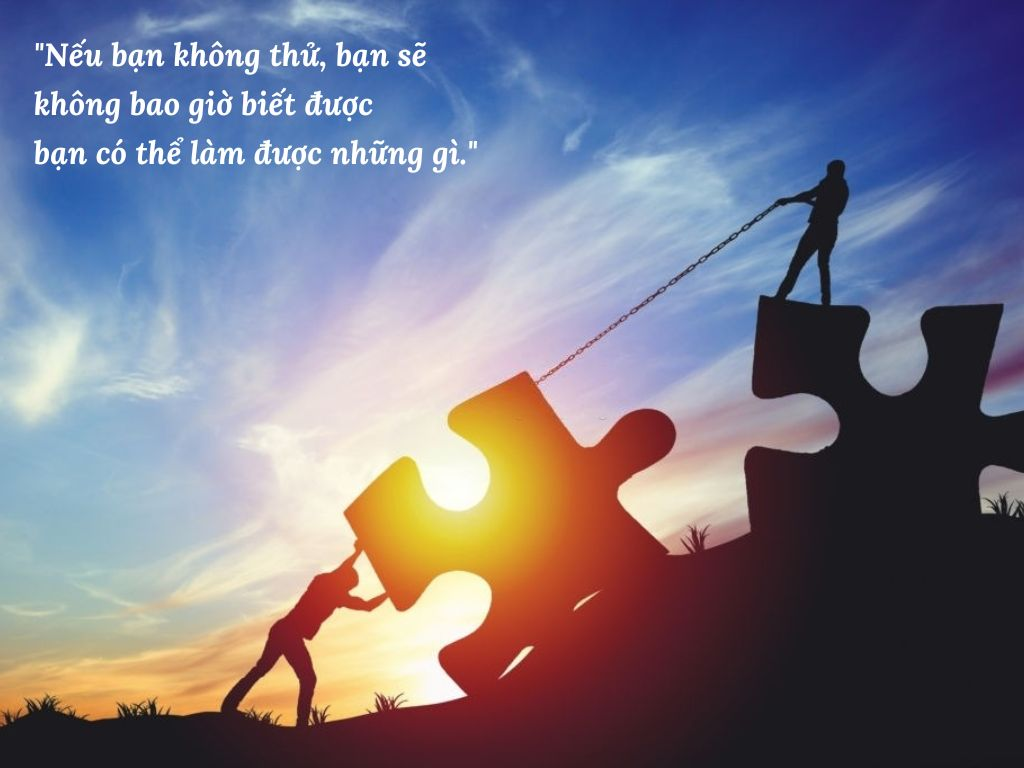 "Nếu bạn không thử, bạn sẽ
không bao giờ biết được
bạn có thể làm được những gì."